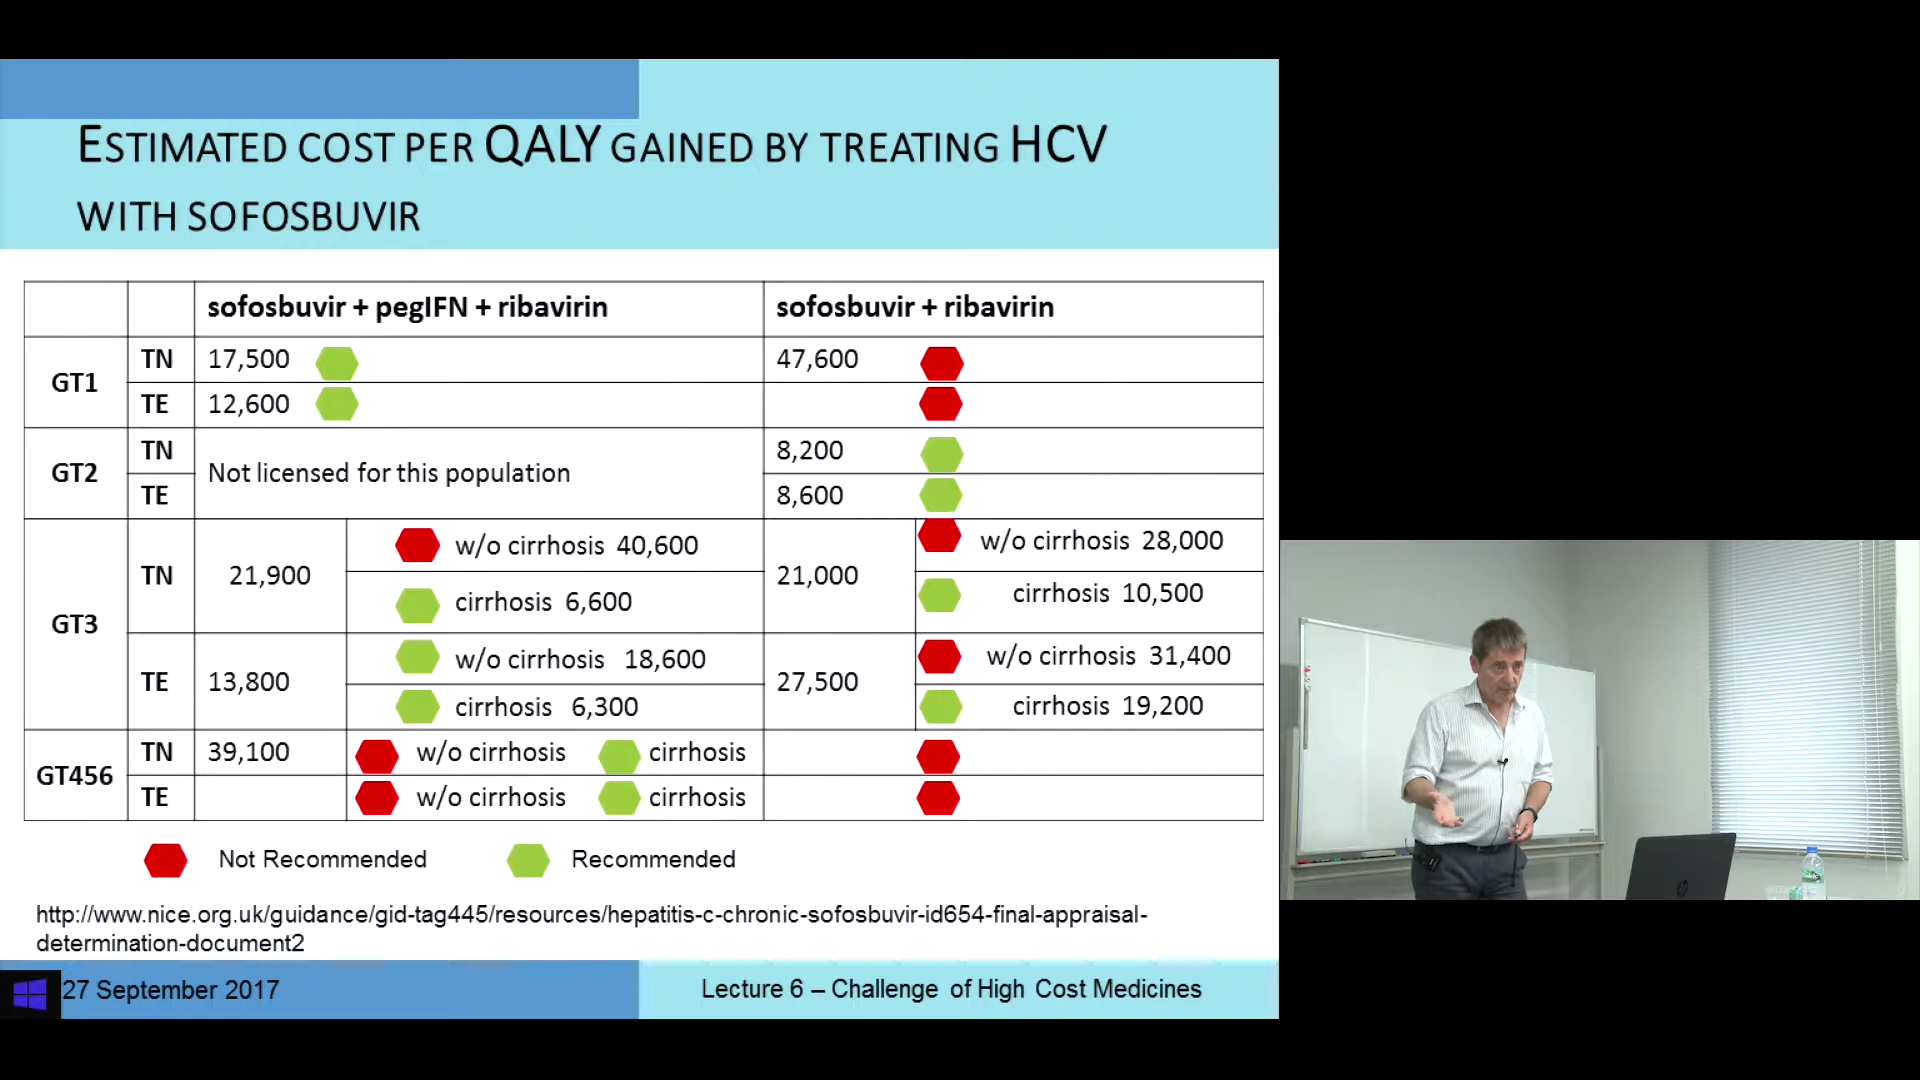 ESTIMATED COST PER QALY GAINED BY TREATING HCV
WITH SOFOSBUVIR
sofosbuvir + pegIFN + ribavirin sofosbuvir + ribavirin
GT1
TN 17,500 47,600
TE 12,600
GT2
TN Not licensed for this population 8,200
TE 8,600
GT3
TN 21,900 w/o cirrhosis 40,600 21,000 w/o cirrhosis 28,000
cirrhosis 6,600 cirrhosis 10,500
TE 13,800 w/o cirrhosis 18,600 27,500 w/o cirrhosis 31,400
cirrhosis 6,300 cirrhosis 19,200
GT456
TN 39,100 w/o cirrhosis cirrhosis
TE w/o cirrhosis cirrhosis
Not Recommended Recommended
http://www.nice.org.uk/guidance/gid-tag445/resources/hepatitis-c-chronic-sofosbuvir-id654-final-appraisal-
determination-document2
27 September 2017 Lecture 6 – Challenge of High Cost Medicines